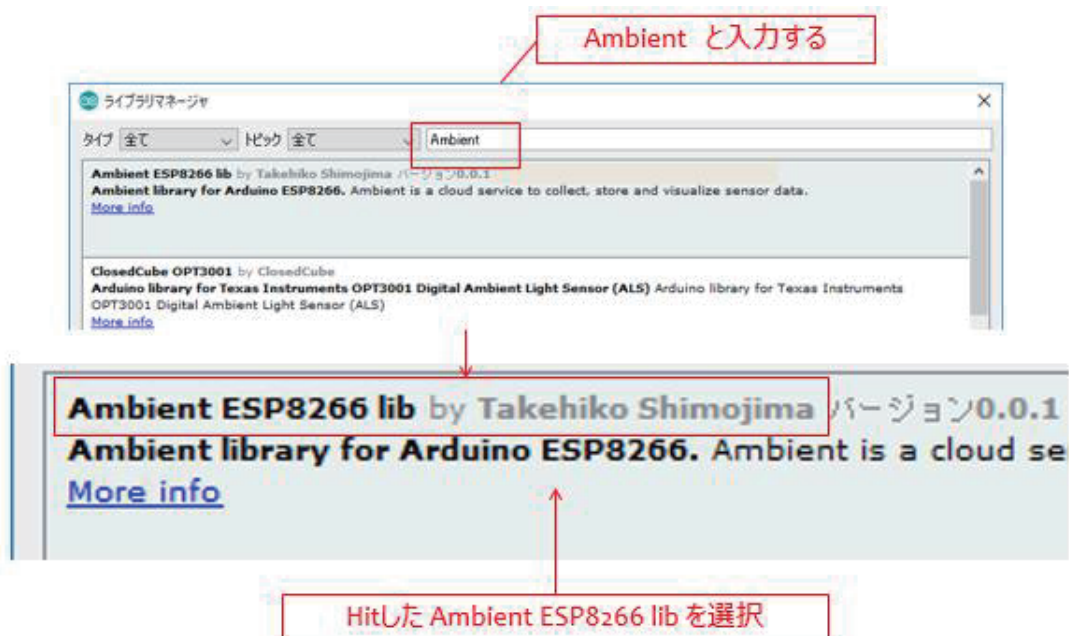 Ambient と入力する
ライブラリマネージャ
タイプ 全て トピック 全て Ambient
Ambient ESP8266 lib by Takehiko Shimojima バージョン0.0.1
Ambient library for Arduino ESP8266. Ambient is a cloud service to collect, store and visualize sensor data.
More info
ClosedCube OPT3001 by ClosedCube
Arduino library for Texas Instruments OPT3001 Digital Ambient Light Sensor (ALS) Arduino library for Texas Instruments
OPT3001 Digital Ambient Light Sensor (ALS)
More info
Ambient ESP8266 lib by Takehiko Shimojima バージョン0.0.1
Ambient library for Arduino ESP8266. Ambient is a cloud se
More info
Hitした Ambient ESP8266 lib を選択